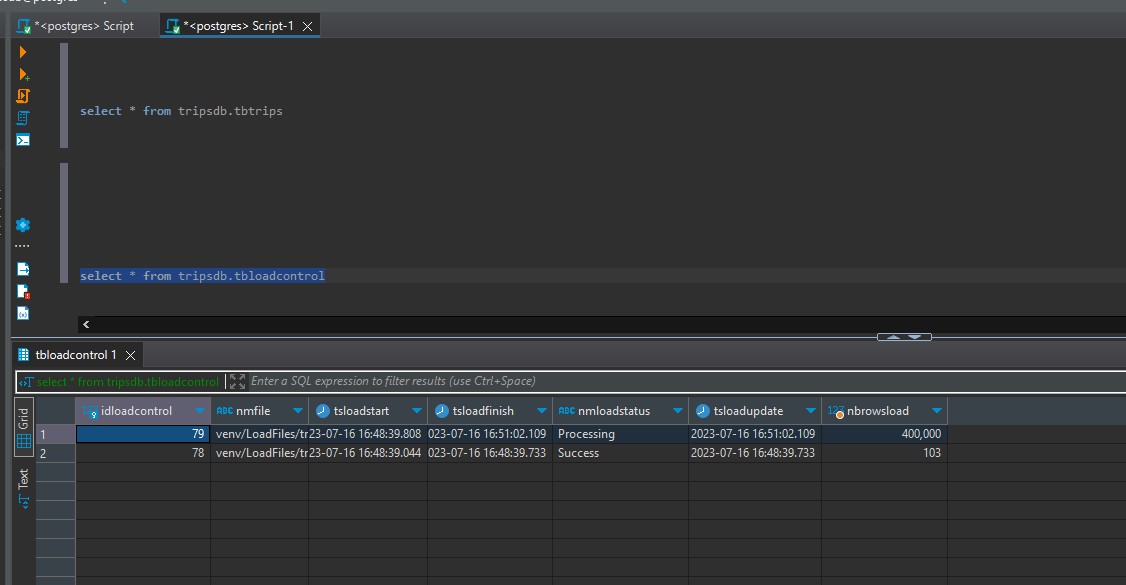 *<postgres> Script
*<postgres> Script-1
select * from tripsdb.tbtrips
select * from tripsdb.tbloadcontrol
tbloadcontrol 1
select * from tripsdb.tbloadcontrol
Enter a SQL expression to filter results (use Ctrl+Space)
Grid
Text
idloadcontrol
ABC nmfile
tsloadstart
tsloadfinish
ABC nmloadstatus
tsloadupdate
123 nbrowsload
1 79 venv/LoadFiles/tr 23-07-16 16:48:39.808 023-07-16 16:51:02.109 Processing 2023-07-16 16:51:02.109 400,000
2 78 venv/LoadFiles/tr 23-07-16 16:48:39.044 023-07-16 16:48:39.733 Success 2023-07-16 16:48:39.733 103